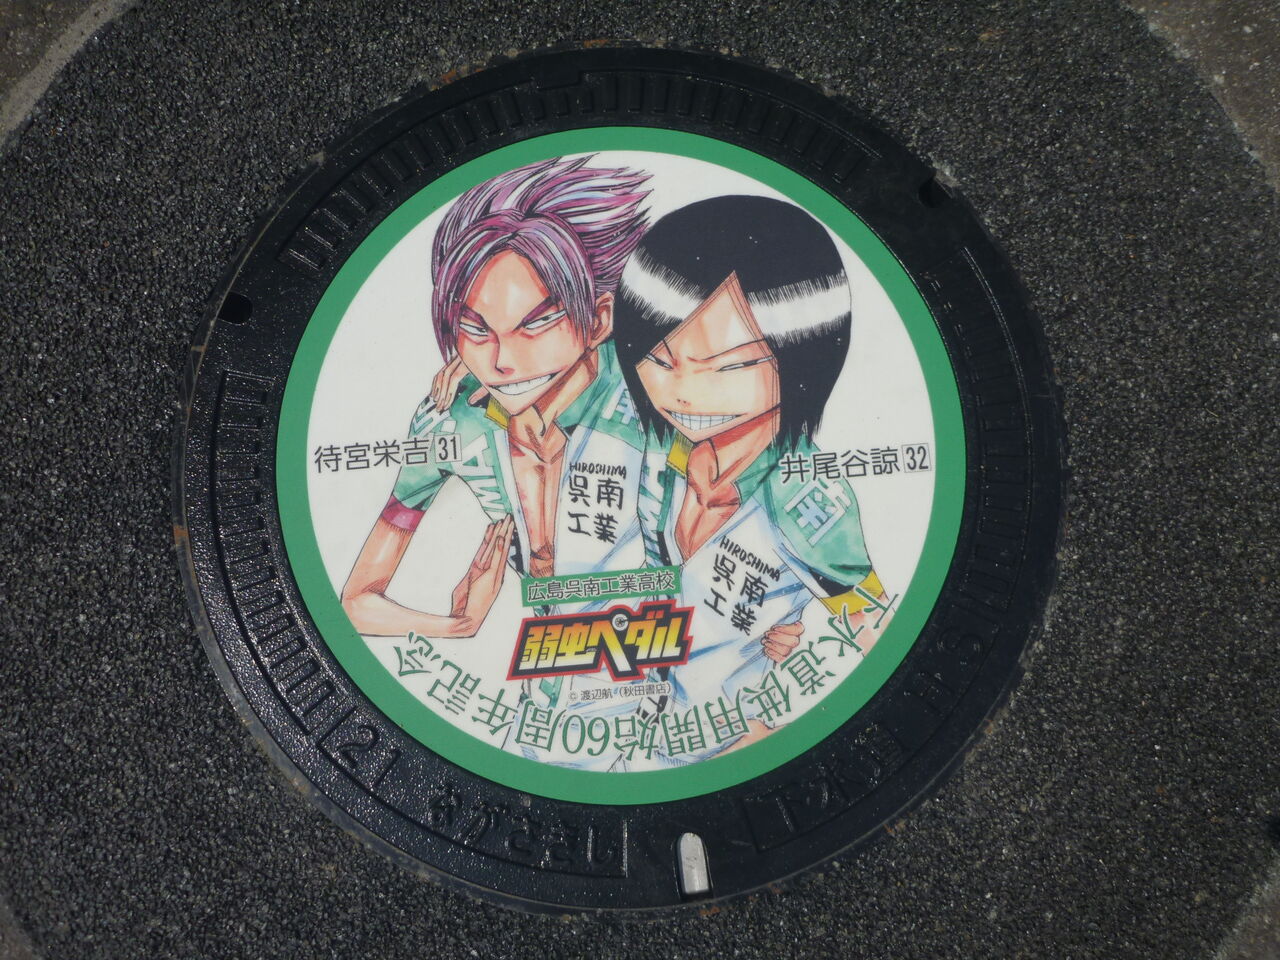 待宮栄吉 31
井尾谷諒 32
HIROSHIMA
呉南
工業
HIROSHIMA
呉南
工業
広島呉南工業高校
弱虫ペダル
© 渡辺航（秋田書店）
下水道供用開始60周年記念
21
ながさきし